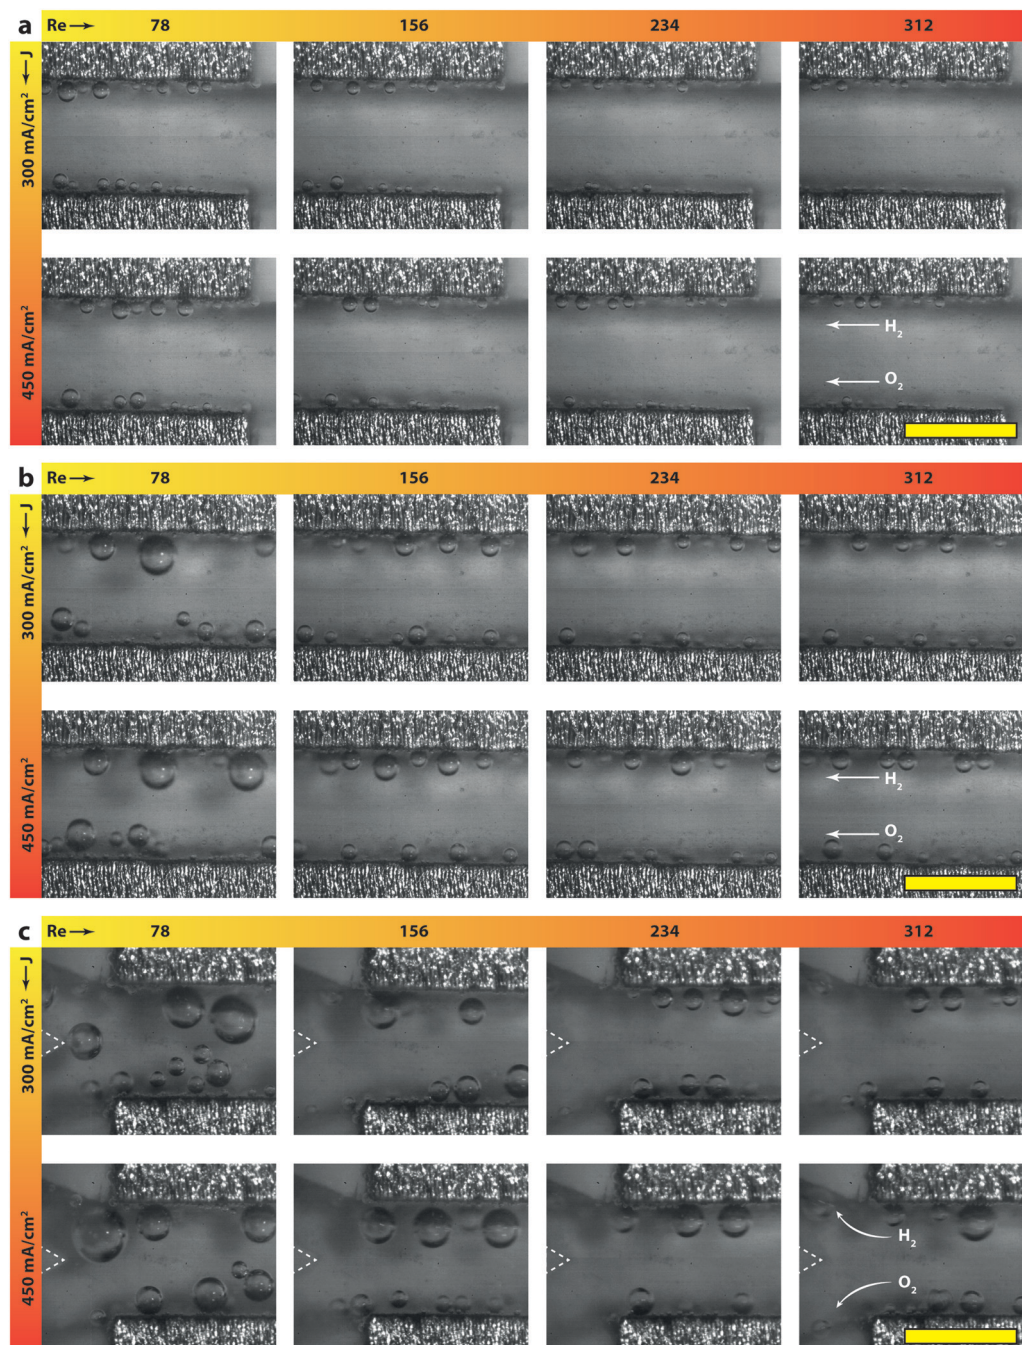 a Re→ 78 156 234 312
J→
300 mA/cm²
450 mA/cm²
H₂
O₂
b Re→ 78 156 234 312
J→
300 mA/cm²
450 mA/cm²
H₂
O₂
c Re→ 78 156 234 312
J→
300 mA/cm²
450 mA/cm²
H₂
O₂